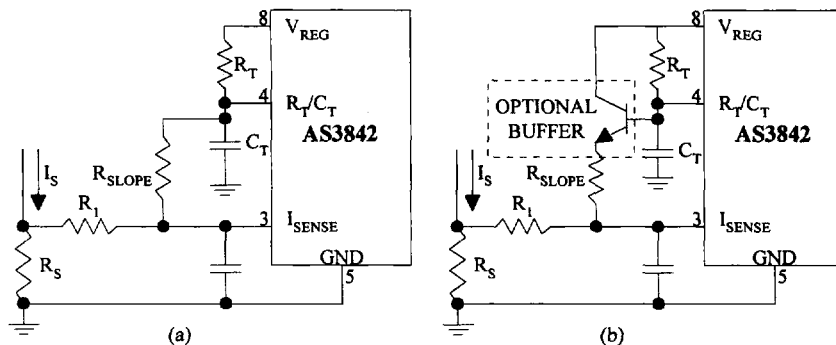 8
V_REG
R_T
4
R_T/C_T
AS3842
C_T
R_SLOPE
I_S
R_1
3
I_SENSE
R_S
GND
5
(a)
8
V_REG
R_T
4
R_T/C_T
OPTIONAL
BUFFER
AS3842
C_T
I_S
R_SLOPE
R_1
3
I_SENSE
R_S
GND
5
(b)